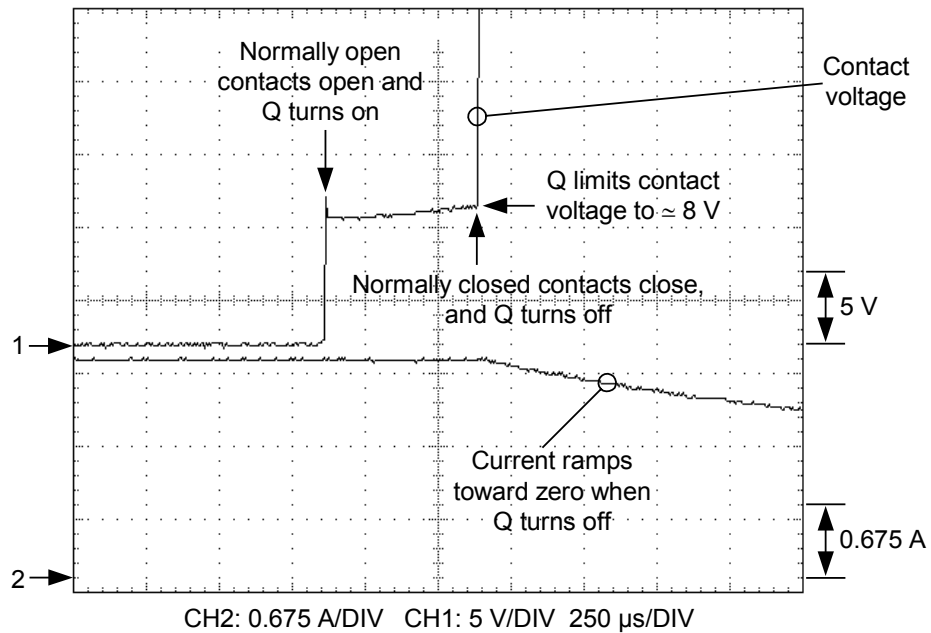 Normally open
contacts open and
Q turns on
Contact
voltage
Q limits contact
voltage to ≃ 8 V
Normally closed contacts close,
and Q turns off
5 V
1
Current ramps
toward zero when
Q turns off
0.675 A
2
CH2: 0.675 A/DIV CH1: 5 V/DIV 250 µs/DIV